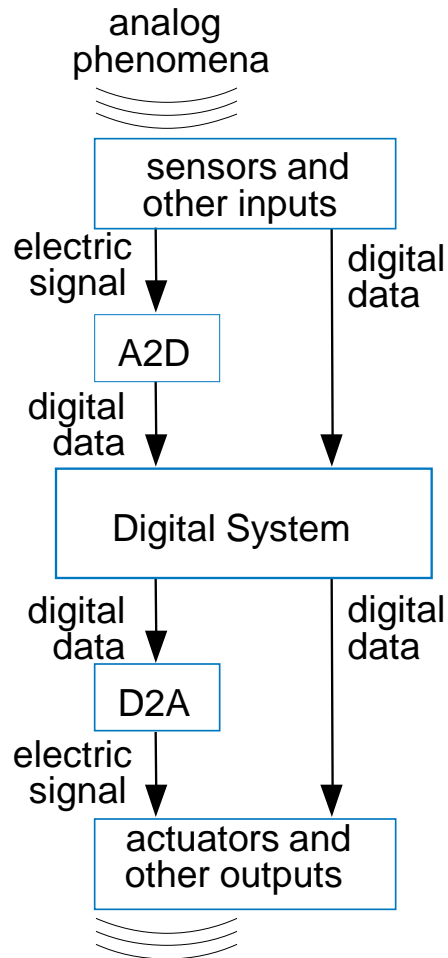 analog
phenomena
sensors and
other inputs
electric
signal
digital
data
A2D
digital
data
Digital System
digital
data
digital
data
D2A
electric
signal
actuators and
other outputs